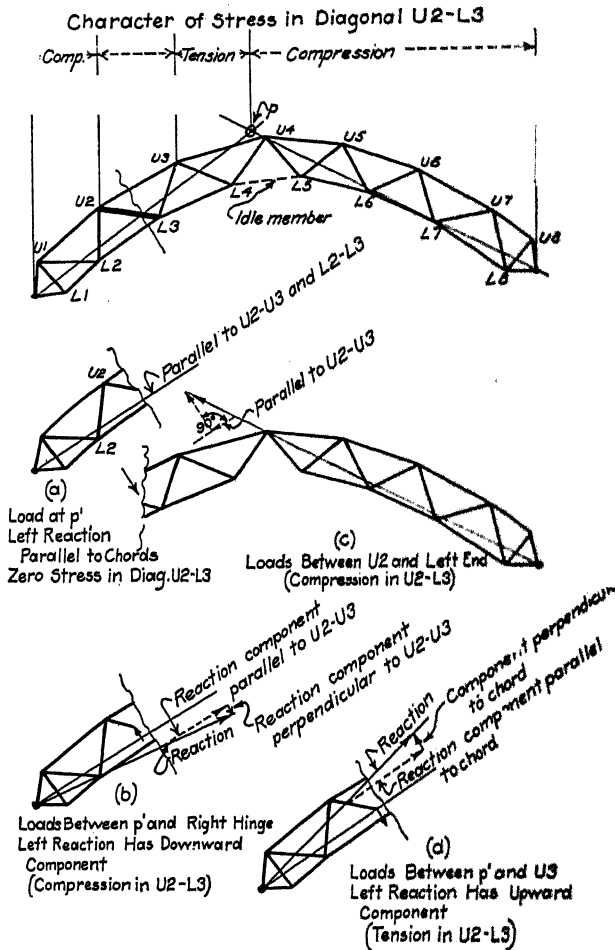 Character of Stress in Diagonal U2-L3
Comp. Tension Compression
p'
U4
U5
U3
U6
U2
L4
L5
U7
L3
Idle member
L6
U1
L7
U8
L2
L1
L8
Parallel to U2-U3 and L2-L3
U2
Parallel to U2-U3
90°
L2
(a)
Load at p'
Left Reaction
Parallel to Chords
Zero Stress in Diag. U2-L3
(c)
Loads Between U2 and Left End
(Compression in U2-L3)
Reaction component
parallel to U2-U3
Reaction component
perpendicular to U2-U3
Reaction
(b)
Loads Between p' and Right Hinge
Left Reaction Has Downward
Component
(Compression in U2-L3)
Reaction
Component perpendicular
to chord
Reaction component parallel
to chord
(d)
Loads Between p' and U3
Left Reaction Has Upward
Component
(Tension in U2-L3)